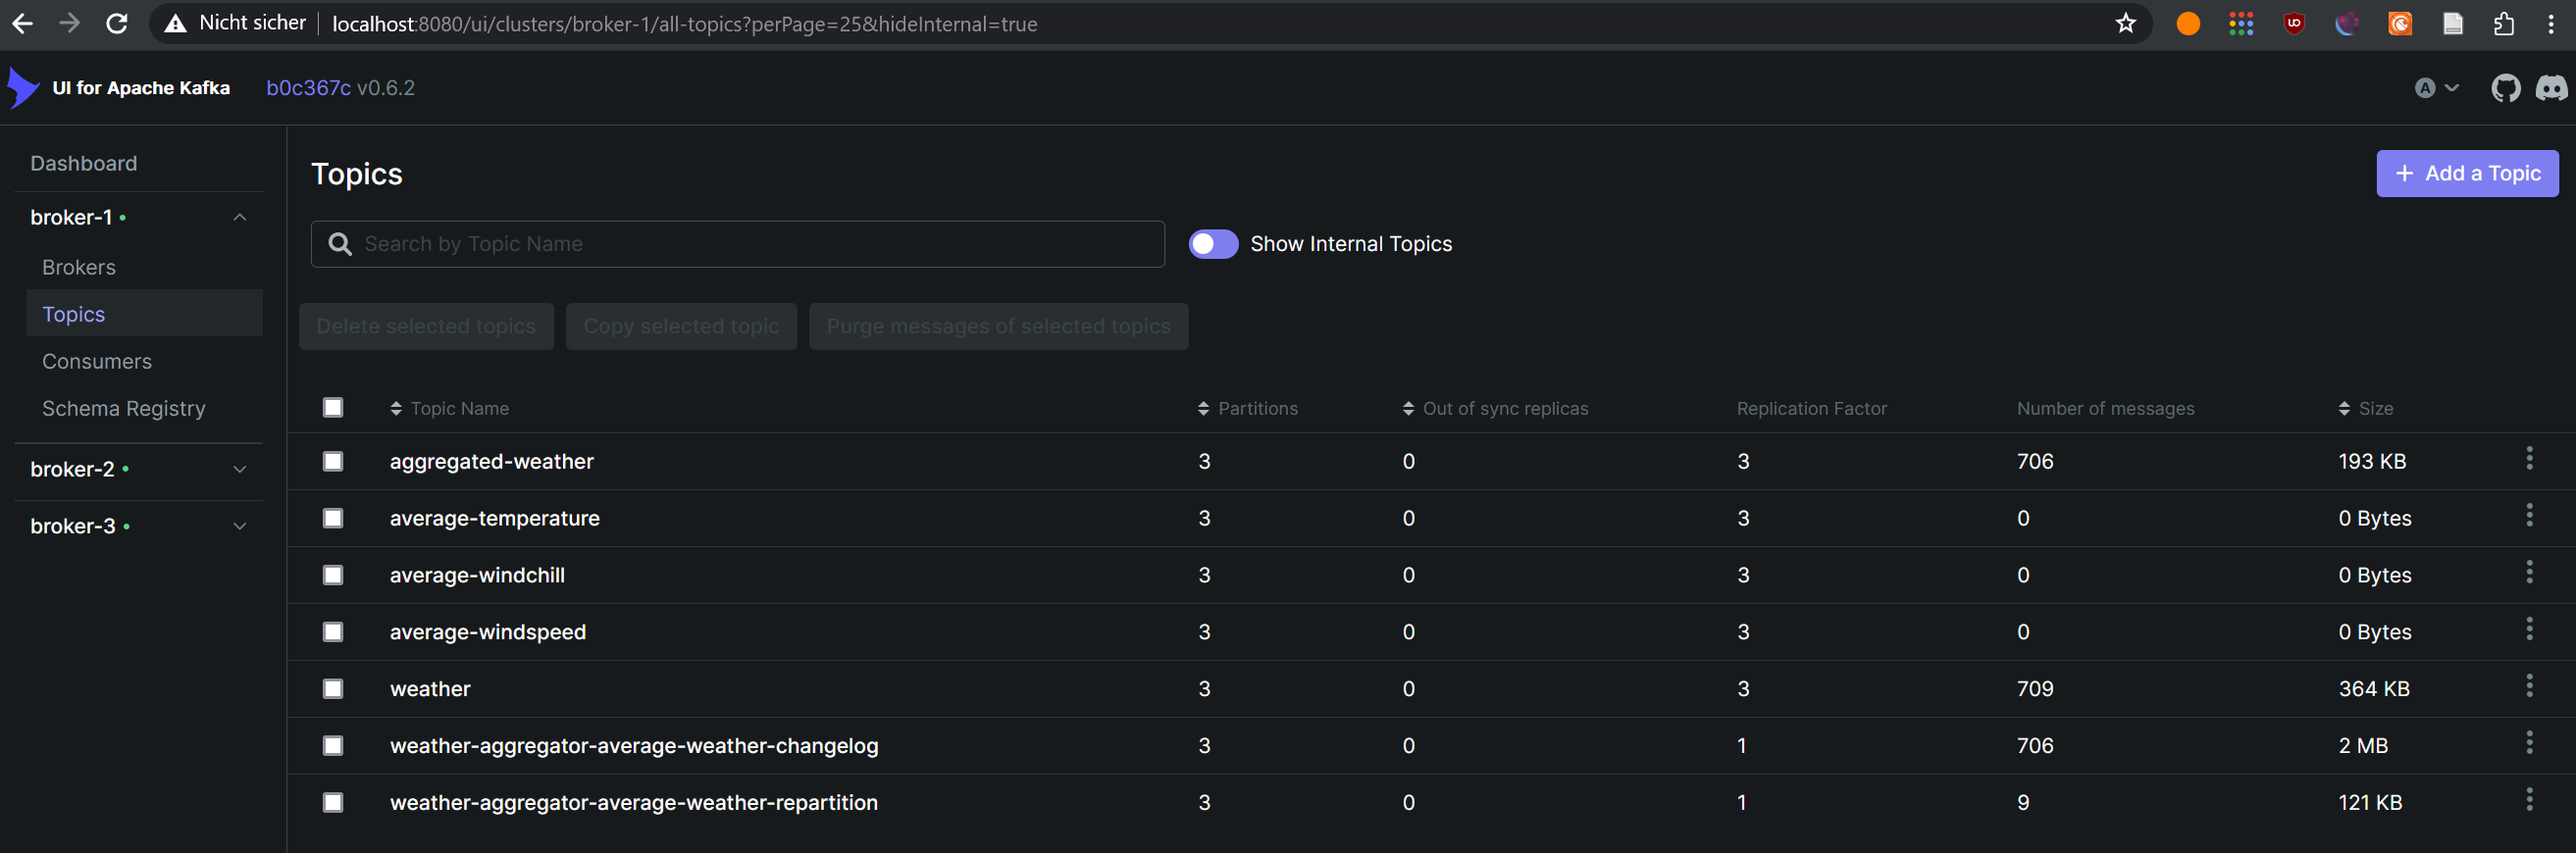 Nicht sicher localhost:8080/ui/clusters/broker-1/all-topics?perPage=25&hideInternal=true
UI for Apache Kafka b0c367c v0.6.2 A
Dashboard
broker-1
Brokers
Topics
Consumers
Schema Registry
broker-2
broker-3
Topics
+ Add a Topic
Search by Topic Name
Show Internal Topics
Delete selected topics Copy selected topic Purge messages of selected topics
Topic Name Partitions Out of sync replicas Replication Factor Number of messages Size
aggregated-weather 3 0 3 706 193 KB
average-temperature 3 0 3 0 0 Bytes
average-windchill 3 0 3 0 0 Bytes
average-windspeed 3 0 3 0 0 Bytes
weather 3 0 3 709 364 KB
weather-aggregator-average-weather-changelog 3 0 1 706 2 MB
weather-aggregator-average-weather-repartition 3 0 1 9 121 KB